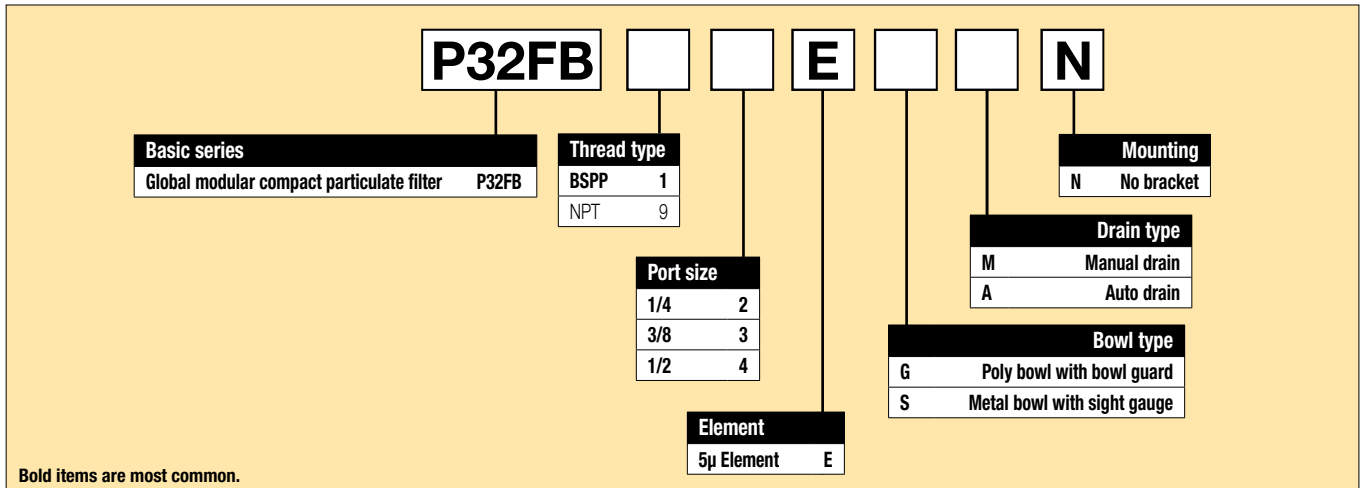 P32FB E N
Basic series
Global modular compact particulate filter P32FB
Thread type
BSPP 1
NPT 9
Mounting
N No bracket
Drain type
M Manual drain
A Auto drain
Port size
1/4 2
3/8 3
1/2 4
Bowl type
G Poly bowl with bowl guard
S Metal bowl with sight gauge
Element
5µ Element E
Bold items are most common.